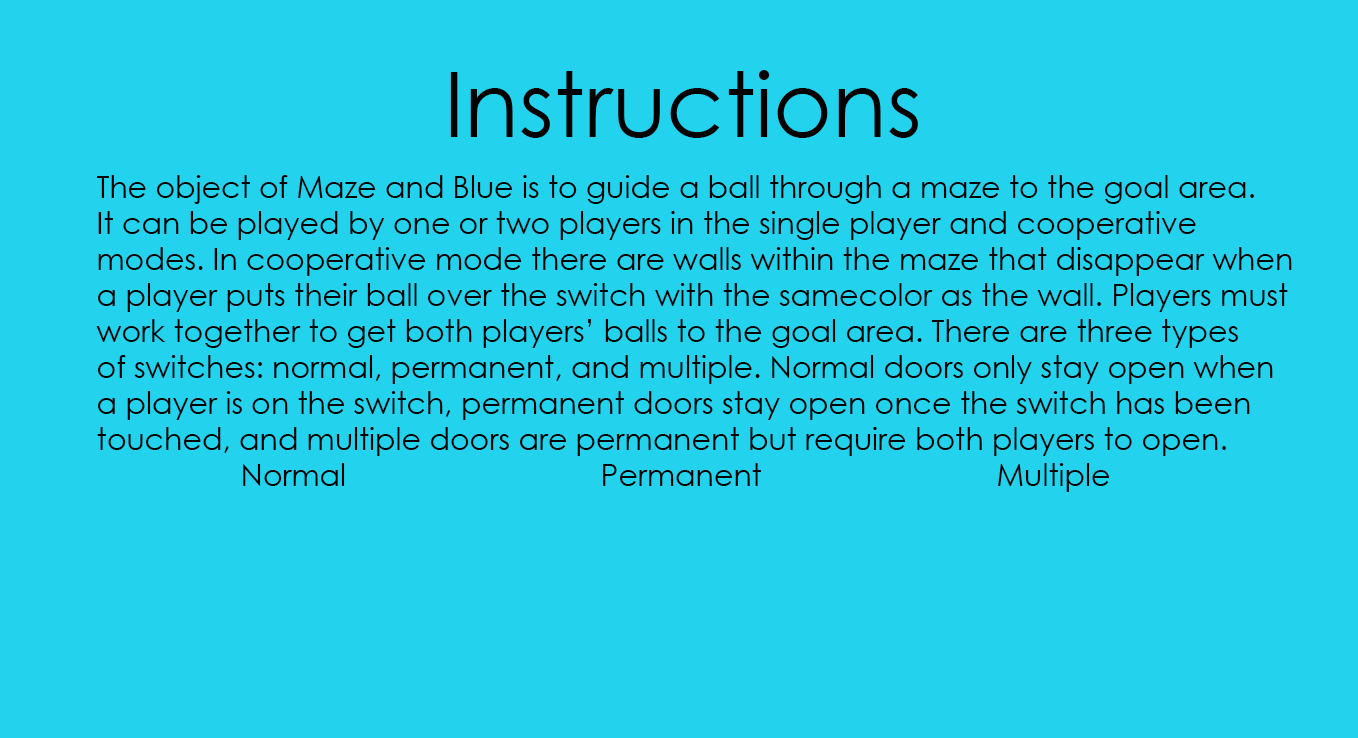 Instructions
The object of Maze and Blue is to guide a ball through a maze to the goal area.
It can be played by one or two players in the single player and cooperative
modes. In cooperative mode there are walls within the maze that disappear when
a player puts their ball over the switch with the samecolor as the wall. Players must
work together to get both players’ balls to the goal area. There are three types
of switches: normal, permanent, and multiple. Normal doors only stay open when
a player is on the switch, permanent doors stay open once the switch has been
touched, and multiple doors are permanent but require both players to open.
Normal Permanent Multiple